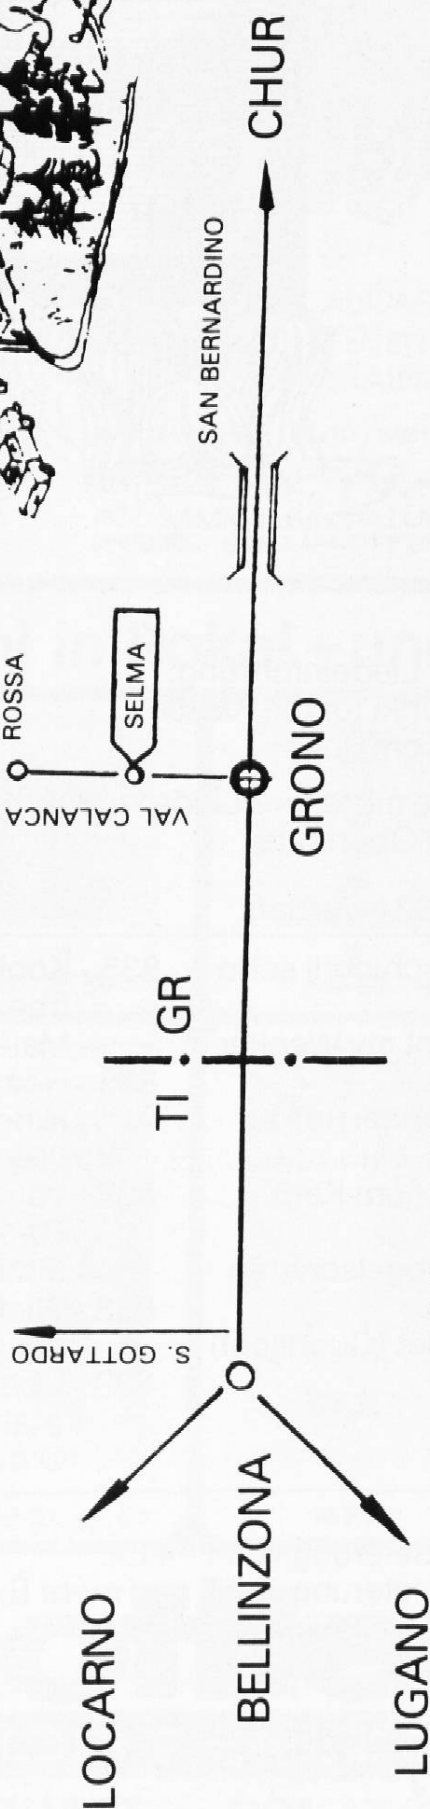 LOCARNO
BELLINZONA
LUGANO
S. GOTTARDO
TI GR
VAL CALANCA
ROSSA
SELMA
GRONO
SAN BERNARDINO
CHUR